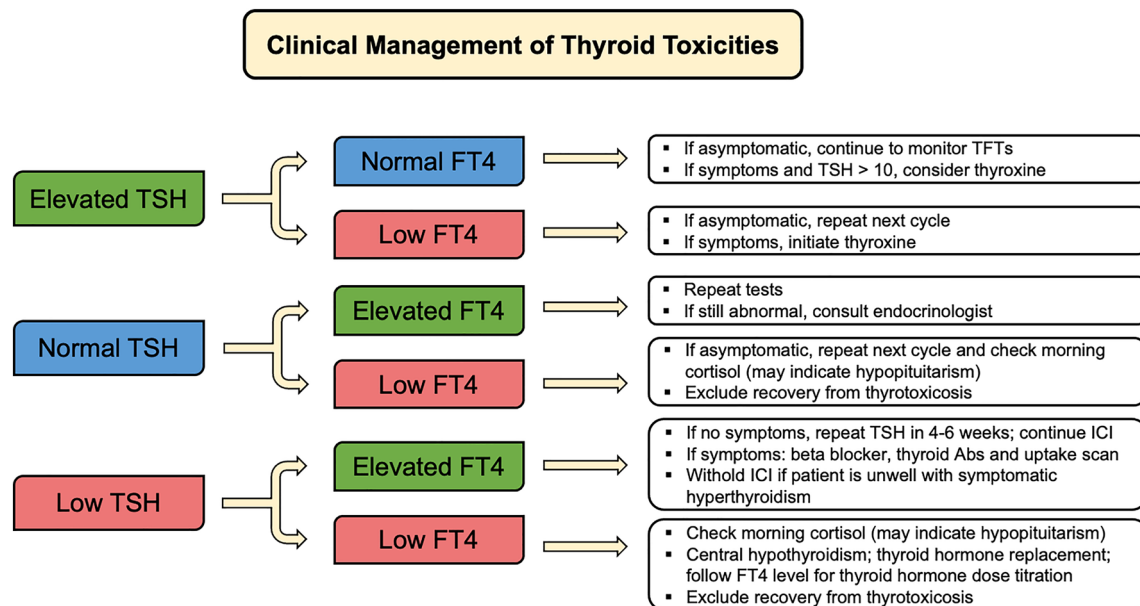 Clinical Management of Thyroid Toxicities
Elevated TSH
Normal FT4
▪ If asymptomatic, continue to monitor TFTs
▪ If symptoms and TSH > 10, consider thyroxine
Low FT4
▪ If asymptomatic, repeat next cycle
▪ If symptoms, initiate thyroxine
Normal TSH
Elevated FT4
▪ Repeat tests
▪ If still abnormal, consult endocrinologist
Low FT4
▪ If asymptomatic, repeat next cycle and check morning
cortisol (may indicate hypopituitarism)
▪ Exclude recovery from thyrotoxicosis
Low TSH
Elevated FT4
▪ If no symptoms, repeat TSH in 4-6 weeks; continue ICI
▪ If symptoms: beta blocker, thyroid Abs and uptake scan
▪ Withold ICI if patient is unwell with symptomatic
hyperthyroidism
Low FT4
▪ Check morning cortisol (may indicate hypopituitarism)
▪ Central hypothyroidism; thyroid hormone replacement;
follow FT4 level for thyroid hormone dose titration
▪ Exclude recovery from thyrotoxicosis